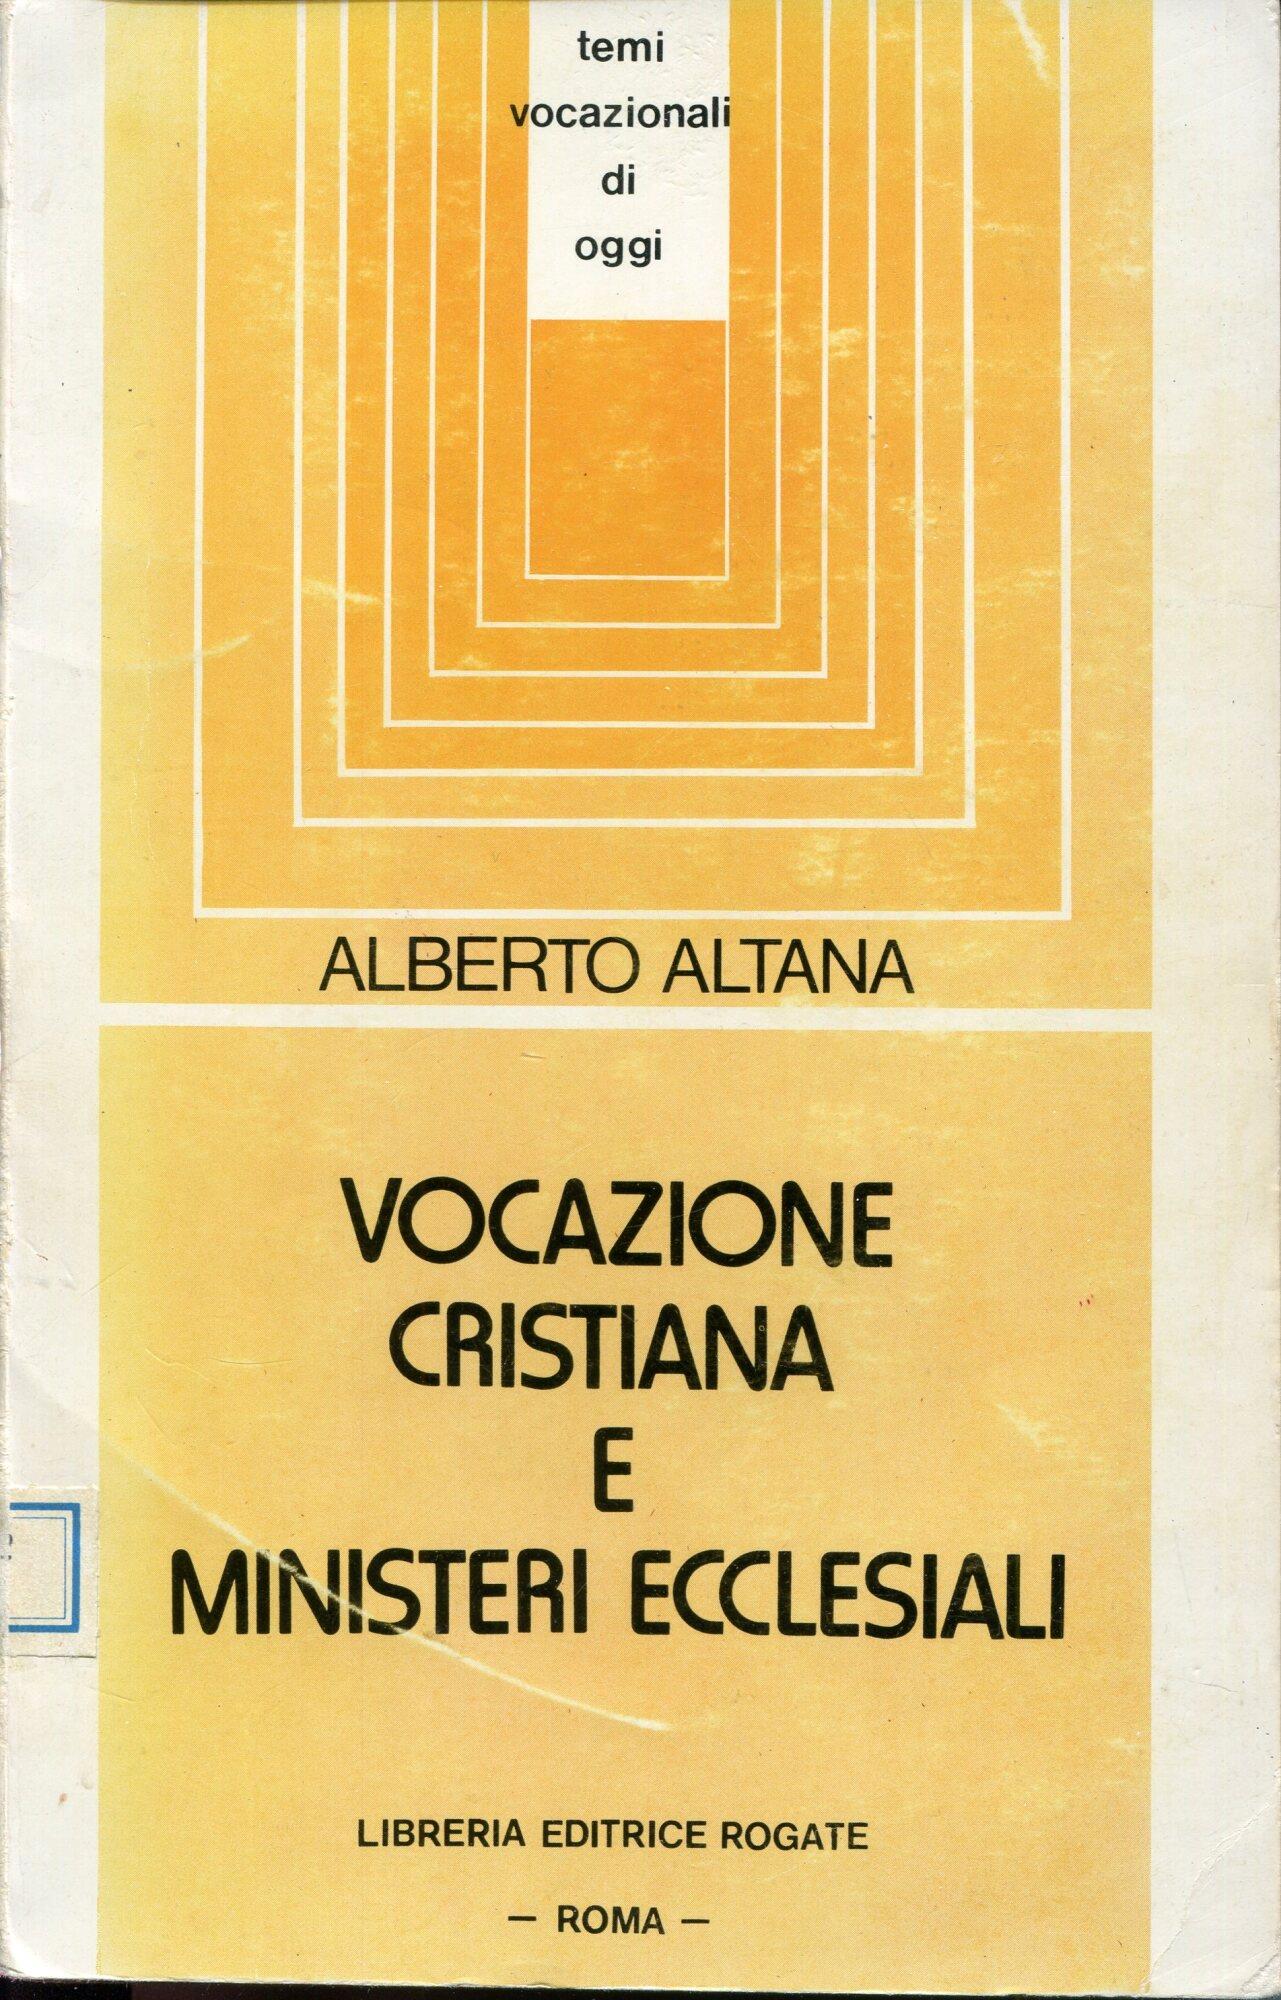 temi
vocazionali
di
oggi
ALBERTO ALTANA
VOCAZIONE
CRISTIANA
E
MINISTERI ECCLESIALI
LIBRERIA EDITRICE ROGATE
— ROMA —